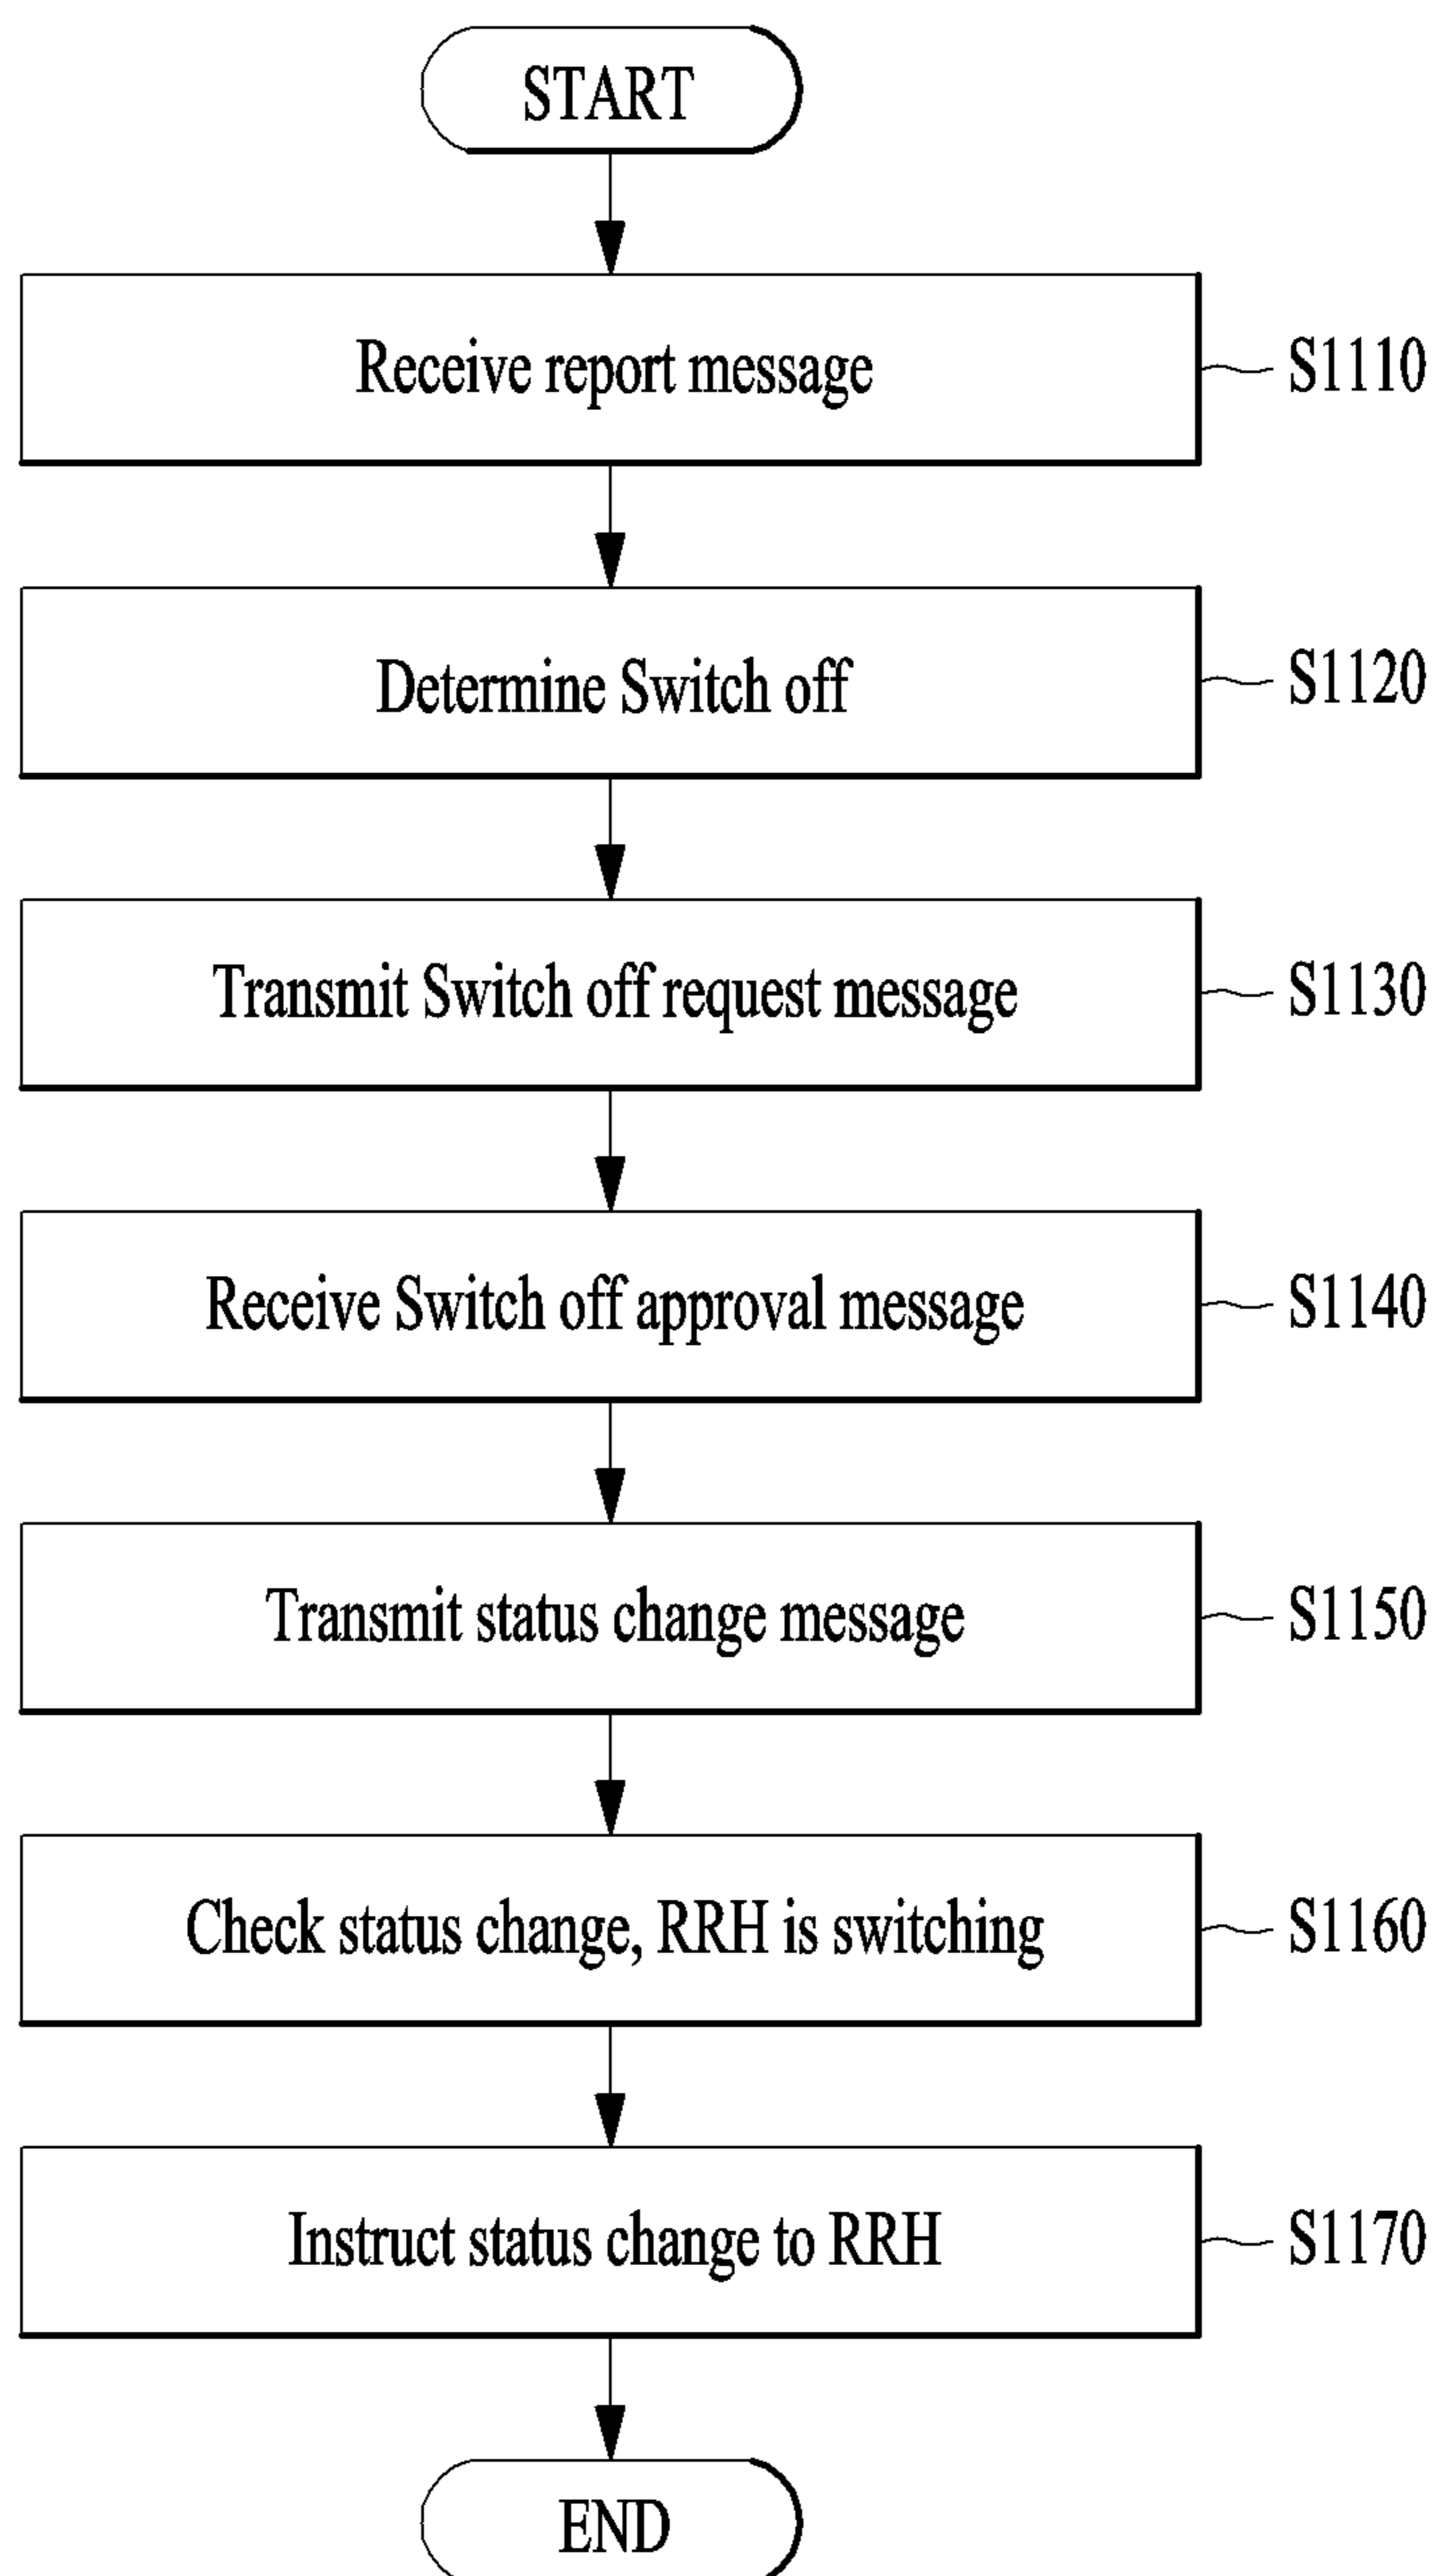 START
Receive report message
S1110
Determine Switch off
S1120
Transmit Switch off request message
S1130
Receive Switch off approval message
S1140
Transmit status change message
S1150
Check status change, RRH is switching
S1160
Instruct status change to RRH
S1170
END